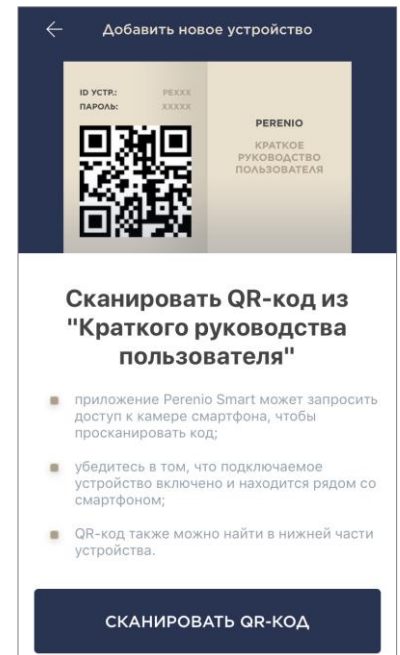 Добавить новое устройство
ID УСТР.: PEXXX
ПАРОЛЬ: XXXXX
PERENIO
КРАТКОЕ
РУКОВОДСТВО
ПОЛЬЗОВАТЕЛЯ
Сканировать QR-код из
"Краткого руководства
пользователя"
приложение Perenio Smart может запросить
доступ к камере смартфона, чтобы
просканировать код;
убедитесь в том, что подключаемое
устройство включено и находится рядом со
смартфоном;
QR-код также можно найти в нижней части
устройства.
СКАНИРОВАТЬ QR-КОД